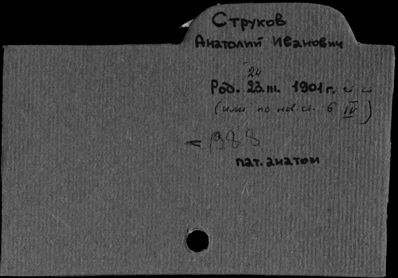 Струков
Анатолий Иванович
24
Род. 23 III. 1901 г.
(или по нов. ст. 6 IV)
1988
пат. анатом